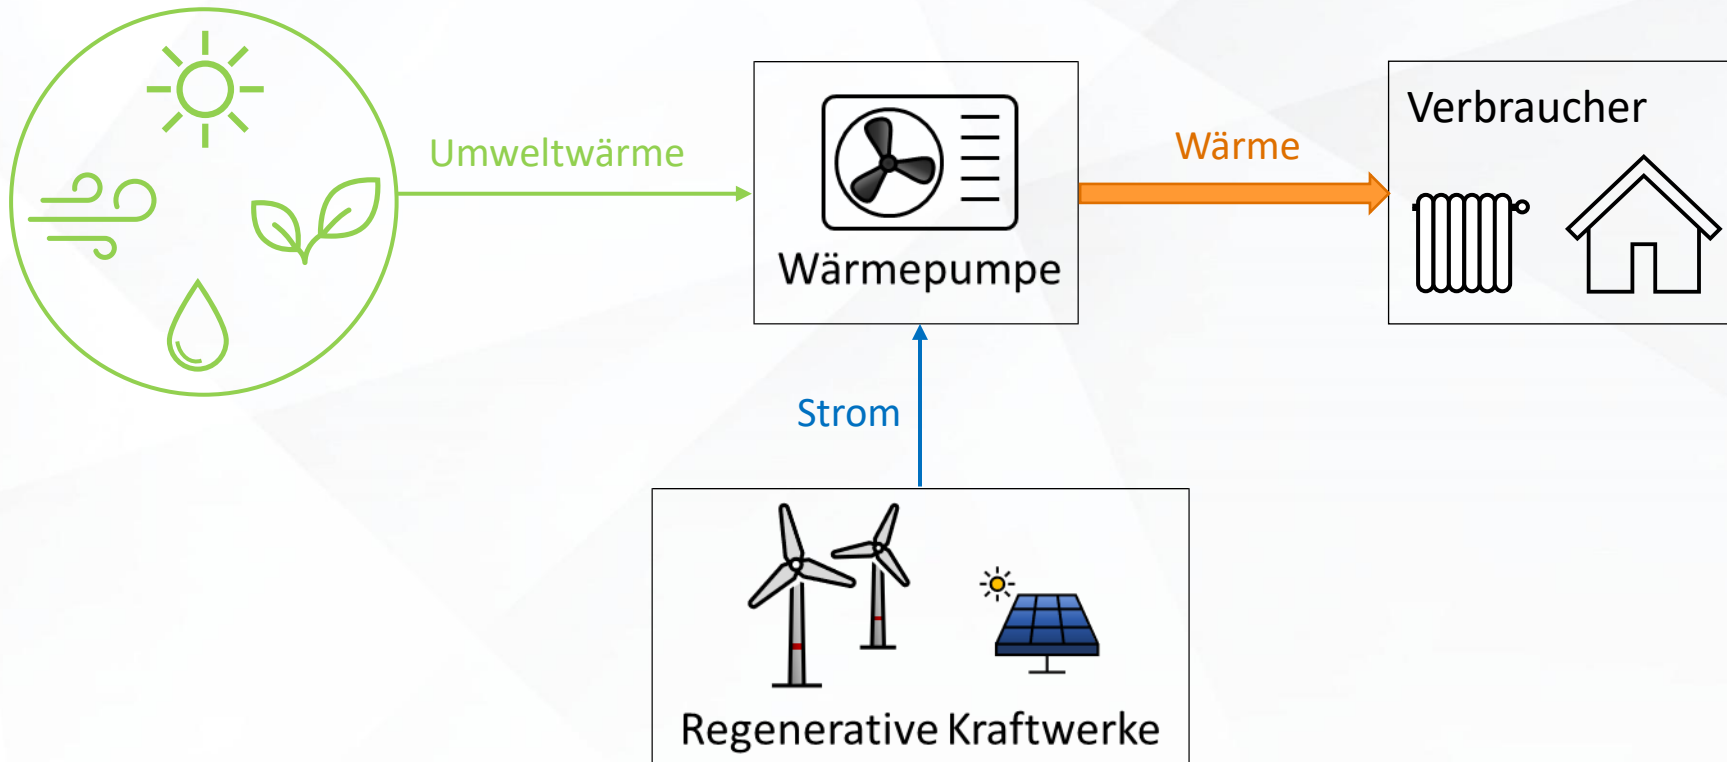 Umweltwärme
Wärmepumpe
Wärme
Verbraucher
Strom
Regenerative Kraftwerke